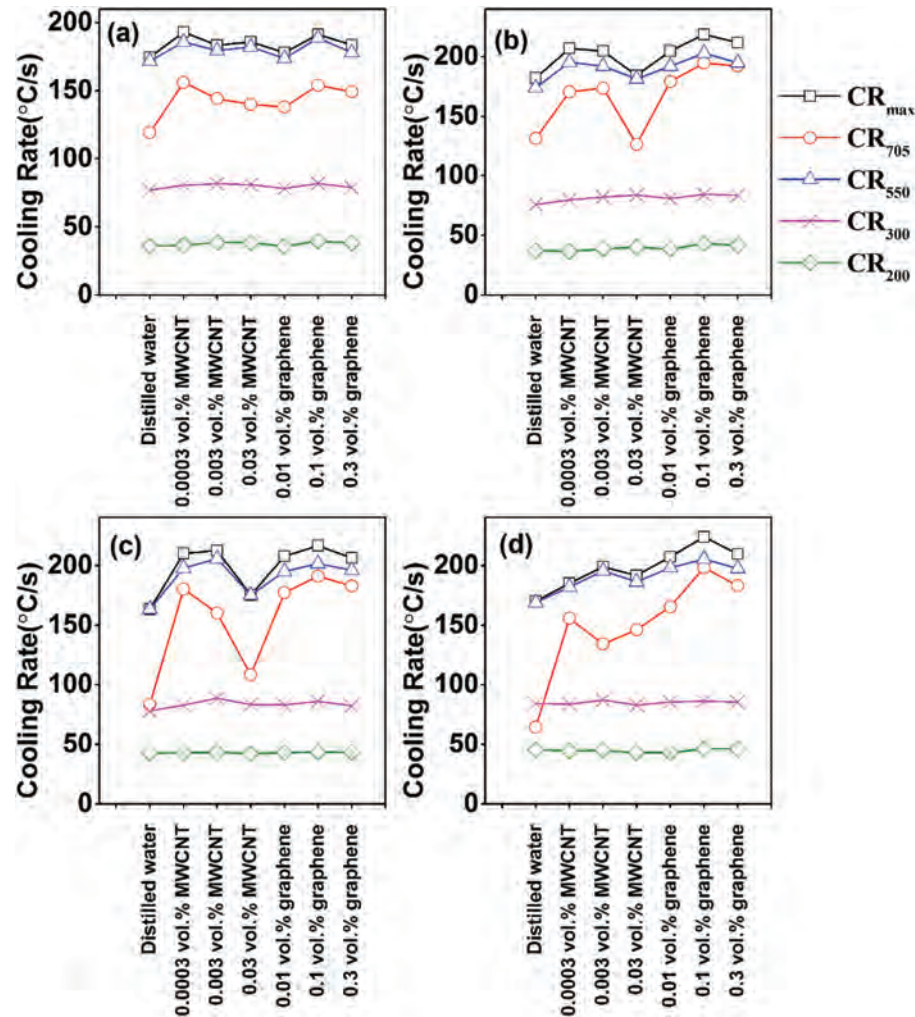 (a)
Cooling Rate(°C/s)
200
150
100
50
0
Distilled water
0.0003 vol.% MWCNT
0.003 vol.% MWCNT
0.03 vol.% MWCNT
0.01 vol.% graphene
0.1 vol.% graphene
0.3 vol.% graphene
(b)
Cooling Rate(°C/s)
200
150
100
50
0
Distilled water
0.0003 vol.% MWCNT
0.003 vol.% MWCNT
0.03 vol.% MWCNT
0.01 vol.% graphene
0.1 vol.% graphene
0.3 vol.% graphene
CRmax
CR705
CR550
CR300
CR200
(c)
Cooling Rate(°C/s)
200
150
100
50
0
Distilled water
0.0003 vol.% MWCNT
0.003 vol.% MWCNT
0.03 vol.% MWCNT
0.01 vol.% graphene
0.1 vol.% graphene
0.3 vol.% graphene
(d)
Cooling Rate(°C/s)
200
150
100
50
0
Distilled water
0.0003 vol.% MWCNT
0.003 vol.% MWCNT
0.03 vol.% MWCNT
0.01 vol.% graphene
0.1 vol.% graphene
0.3 vol.% graphene